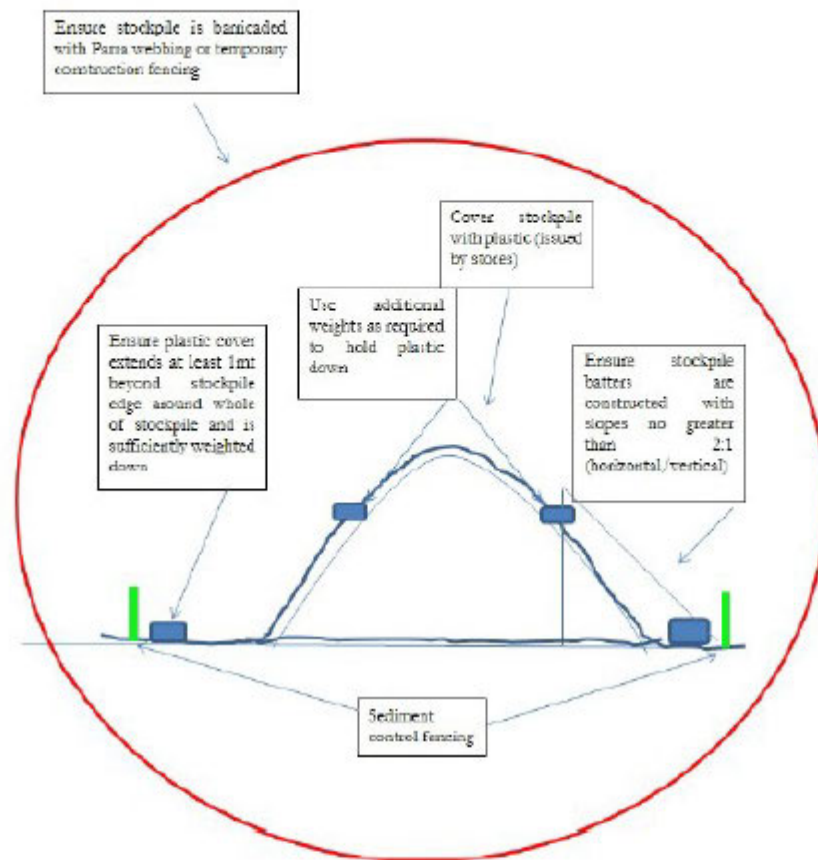 Ensure stockpile is barricaded
with Parra webbing or temporary
construction fencing
Cover stockpile
with plastic (issued
by stores)
Use additional
weights as required
to hold plastic
down
Ensure plastic cover
extends at least 1mt
beyond stockpile
edge around whole
of stockpile and is
sufficiently weighted
down
Ensure stockpile
batters are
constructed with
slopes no greater
than 2:1
(horizontal/vertical)
Sediment
control fencing